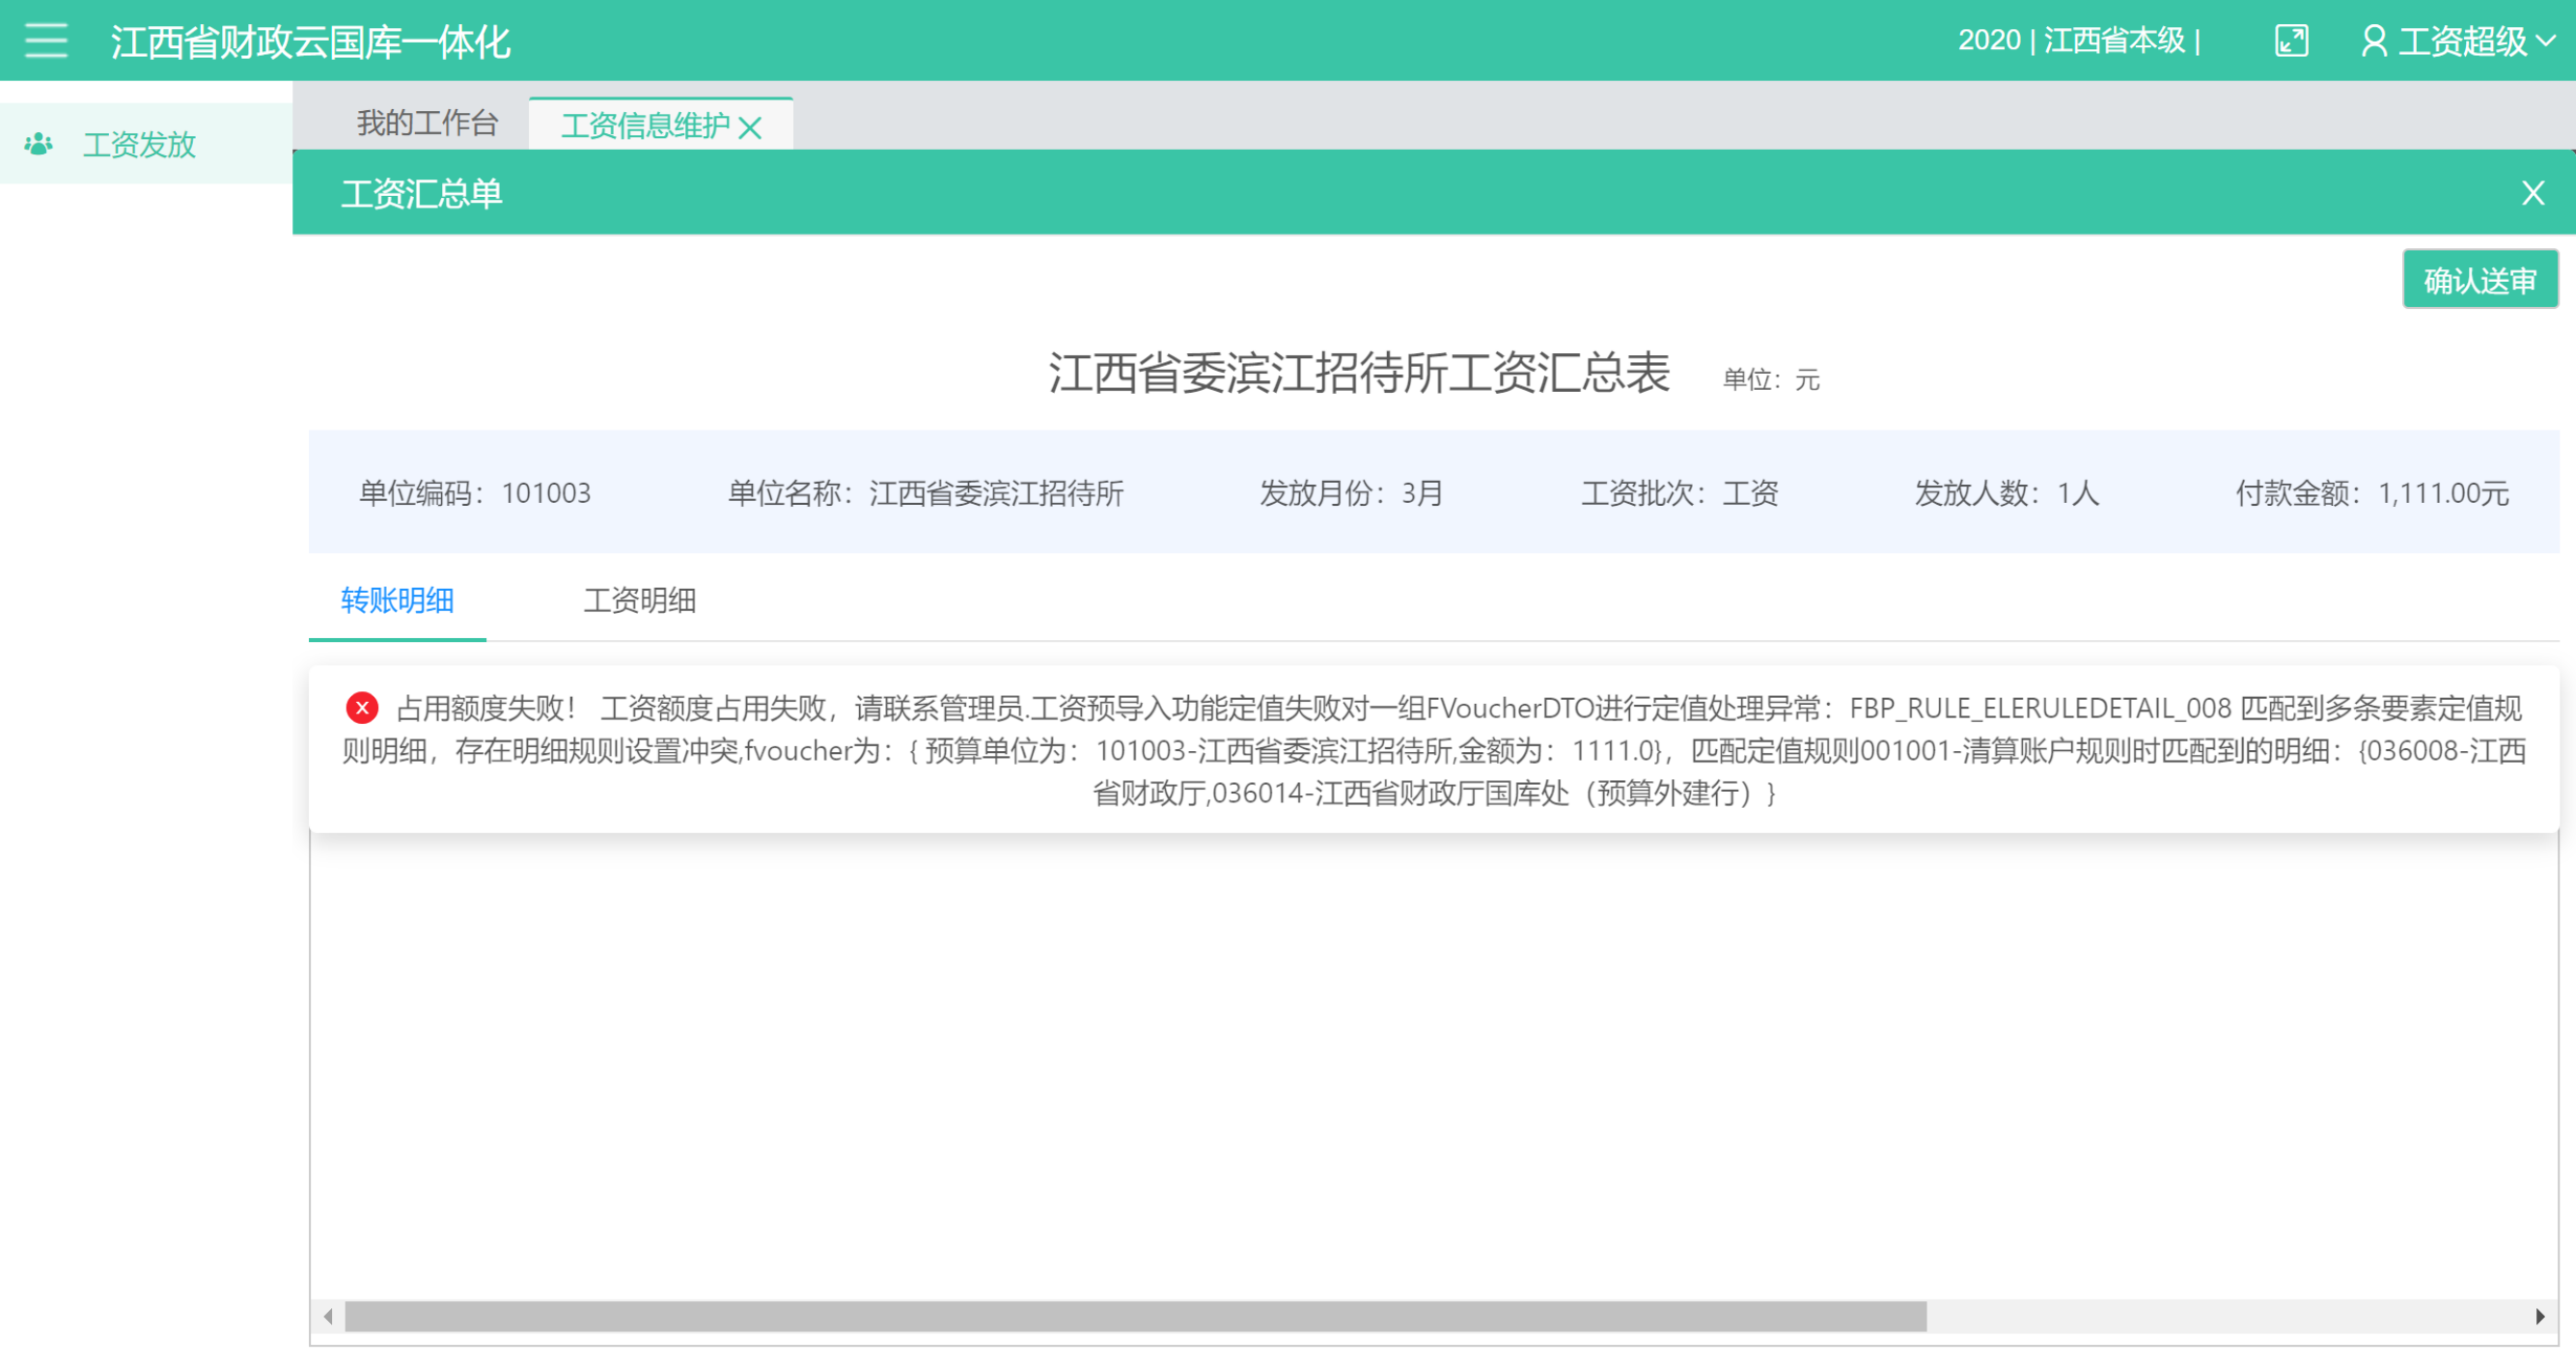 江西省财政云国库一体化
2020 | 江西省本级 |
工资超级
工资发放
我的工作台
工资信息维护
工资汇总单
确认送审
江西省委滨江招待所工资汇总表
单位：元
单位编码：101003
单位名称：江西省委滨江招待所
发放月份：3月
工资批次：工资
发放人数：1人
付款金额：1,111.00元
转账明细
工资明细
占用额度失败！ 工资额度占用失败，请联系管理员.工资预导入功能定值失败对一组FVoucherDTO进行定值处理异常：FBP_RULE_ELERULEDETAIL_008 匹配到多条要素定值规
则明细，存在明细规则设置冲突,fvoucher为：{ 预算单位为：101003-江西省委滨江招待所,金额为：1111.0}，匹配定值规则001001-清算账户规则时匹配到的明细：{036008-江西
省财政厅,036014-江西省财政厅国库处（预算外建行）}